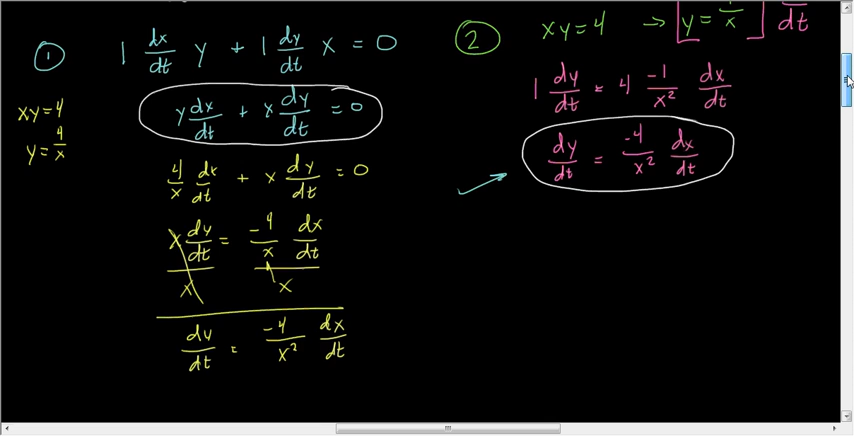 ① 1 dx/dt y + 1 dy/dt x = 0
y dx/dt + x dy/dt = 0
xy = 4
y = 4/x
4/x dx/dt + x dy/dt = 0
x dy/dt = -4/x dx/dt
x x
dy/dt = -4/x² dx/dt
② xy = 4 → [y = /x] dt
1 dy/dt = 4 -1/x² dx/dt
dy/dt = -4/x² dx/dt